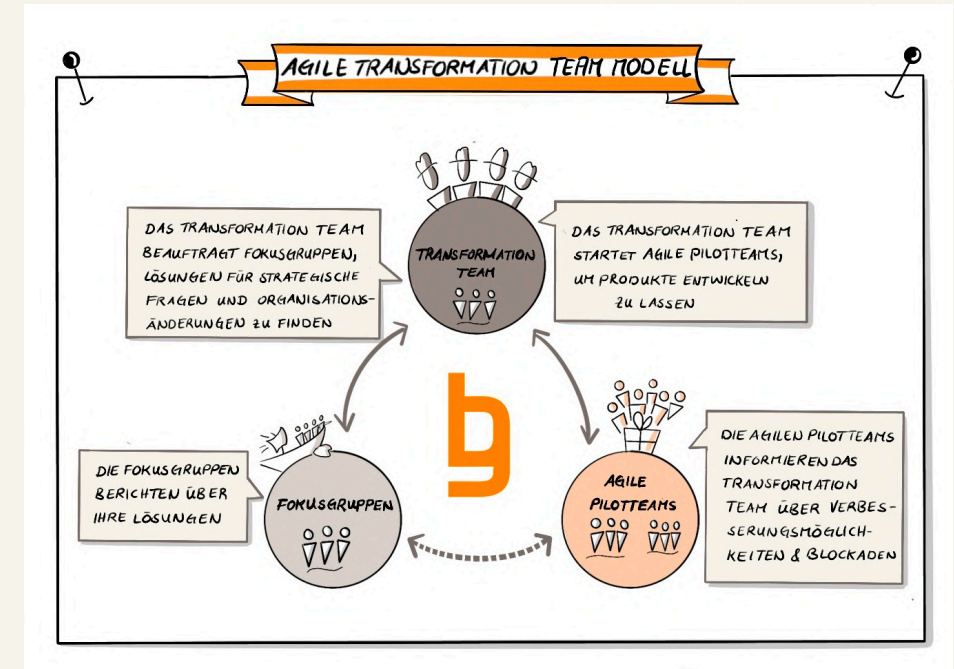 AGILE TRANSFORMATION TEAM MODELL
DAS TRANSFORMATION TEAM
BEAUFTRAGT FOKUSGRUPPEN,
LÖSUNGEN FÜR STRATEGISCHE
FRAGEN UND ORGANISATIONS-
ÄNDERUNGEN ZU FINDEN
TRANSFORMATION
TEAM
DAS TRANSFORMATION TEAM
STARTET AGILE PILOTTEAMS,
UM PRODUKTE ENTWICKELN
ZU LASSEN
DIE FOKUSGRUPPEN
BERICHTEN ÜBER
IHRE LÖSUNGEN
FOKUSGRUPPEN
AGILE
PILOTTEAMS
DIE AGILEN PILOTTEAMS
INFORMIEREN DAS
TRANSFORMATION
TEAM ÜBER VERBES-
SERUNGSMÖGLICH-
KEITEN & BLOCKADEN